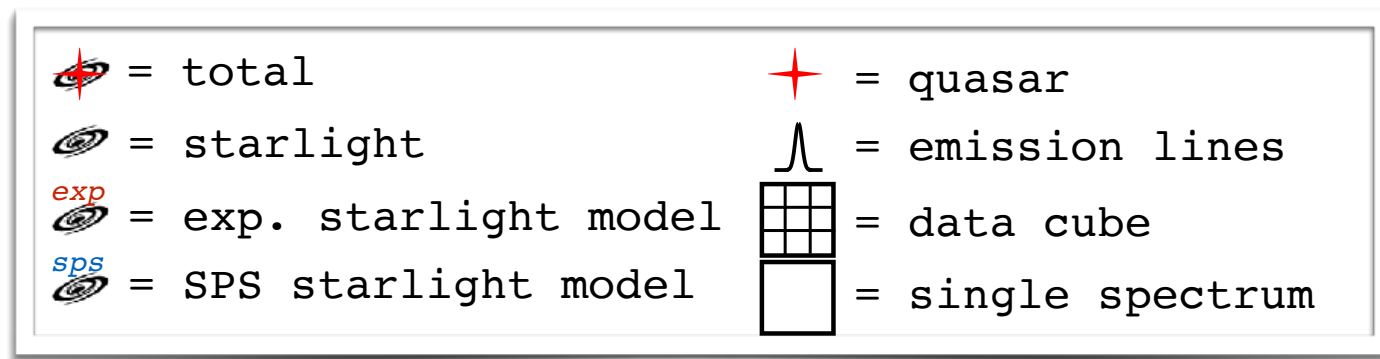 = total
= starlight
exp
= exp. starlight model
sps
= SPS starlight model
= quasar
= emission lines
= data cube
= single spectrum